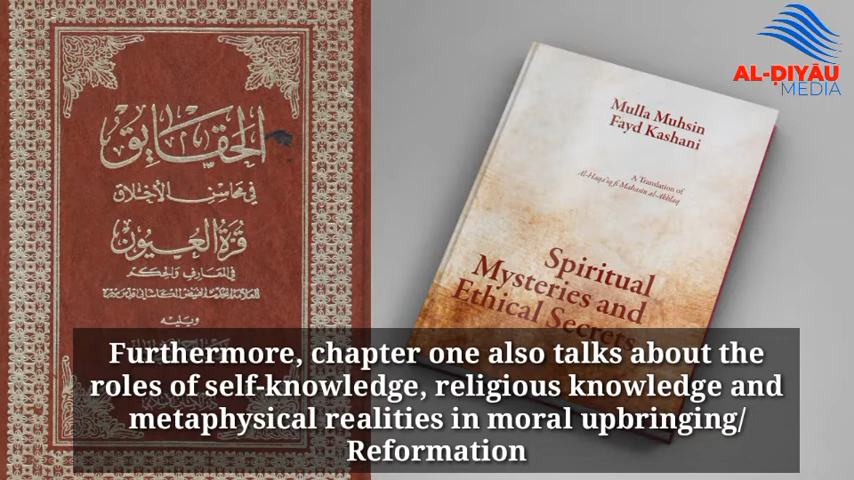 الحقايق
في محاسن الأخلاق
قرة العيون
في المعارف والحكم
ويليه
AL-ḌIYĀU
MEDIA
Mulla Muhsin
Fayd Kashani
A Translation of
Al-Haqa'iq fi Mahasin al-Akhlaq
Spiritual
Mysteries and
Ethical Secrets
Furthermore, chapter one also talks about the
roles of self-knowledge, religious knowledge and
metaphysical realities in moral upbringing/
Reformation